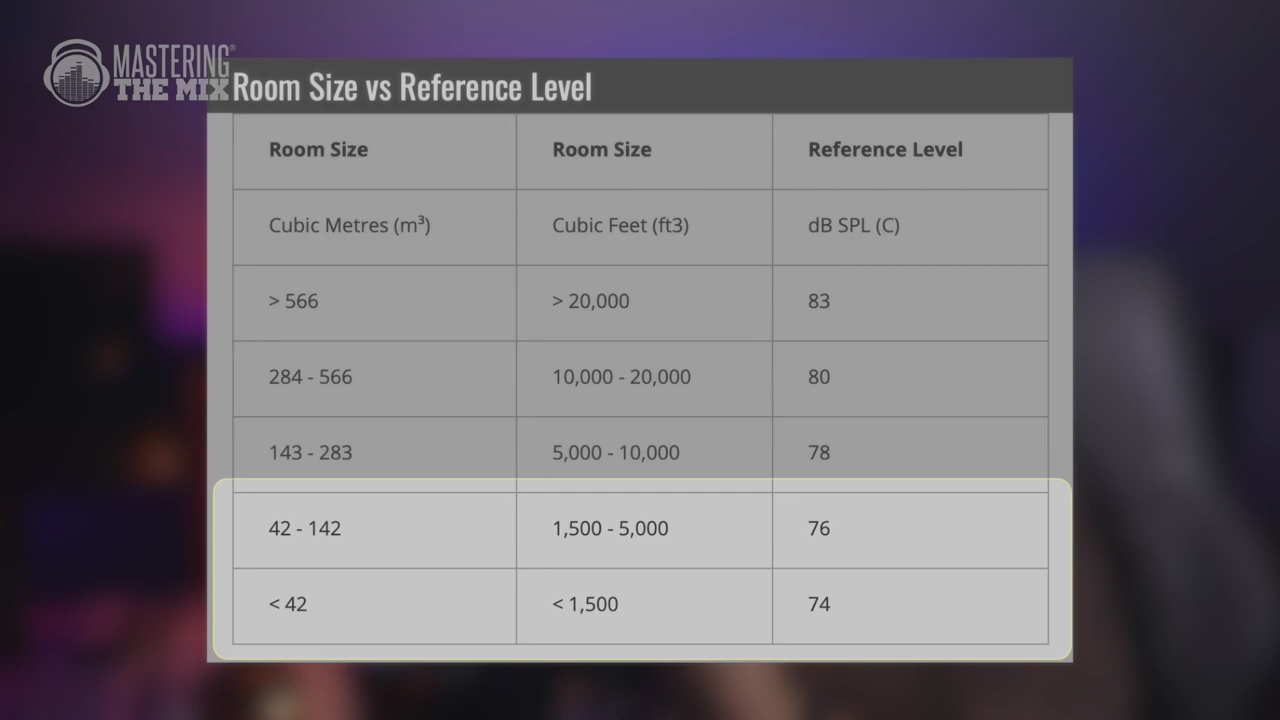 MASTERING®
THE MIX
Room Size vs Reference Level
Room Size Room Size Reference Level
Cubic Metres (m³) Cubic Feet (ft3) dB SPL (C)
> 566 > 20,000 83
284 - 566 10,000 - 20,000 80
143 - 283 5,000 - 10,000 78
42 - 142 1,500 - 5,000 76
< 42 < 1,500 74